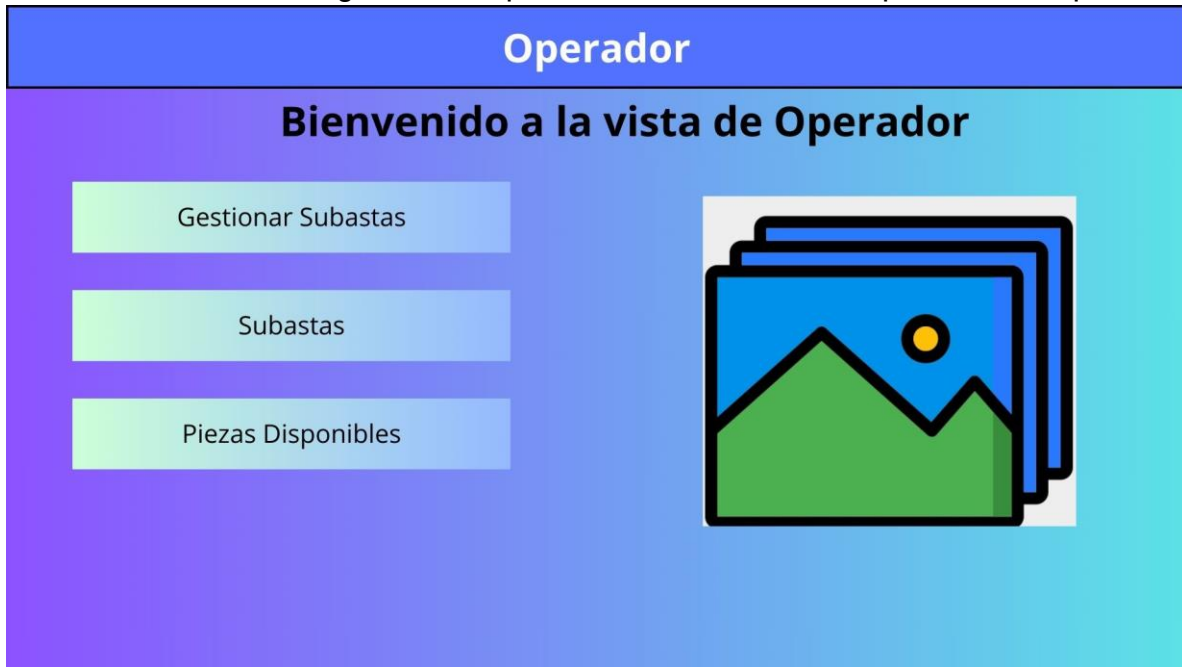 Operador
Bienvenido a la vista de Operador
Gestionar Subastas
Subastas
Piezas Disponibles